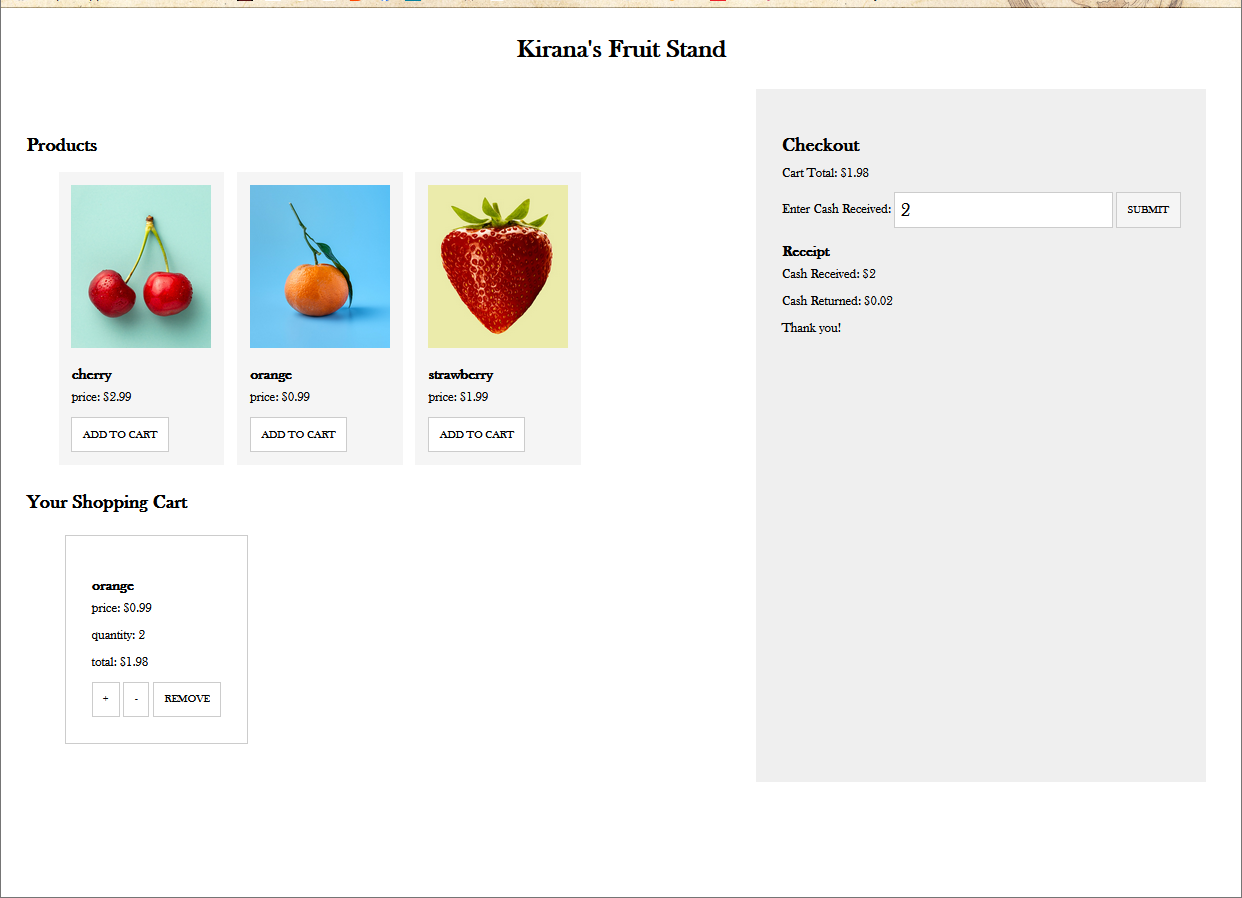 Kirana's Fruit Stand
Products
cherry
price: $2.99
ADD TO CART
orange
price: $0.99
ADD TO CART
strawberry
price: $1.99
ADD TO CART
Your Shopping Cart
orange
price: $0.99
quantity: 2
total: $1.98
+ - REMOVE
Checkout
Cart Total: $1.98
Enter Cash Received: 2 SUBMIT
Receipt
Cash Received: $2
Cash Returned: $0.02
Thank you!